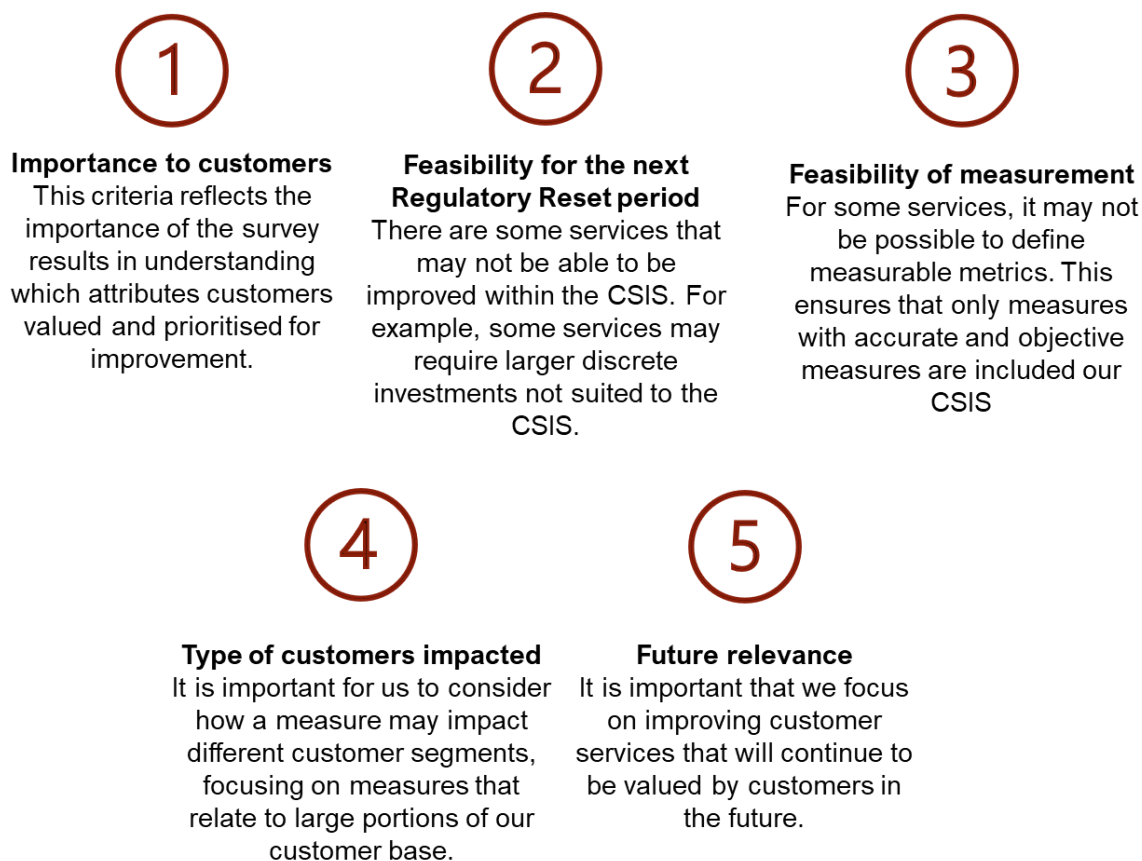 1
Importance to customers
This criteria reflects the
importance of the survey
results in understanding
which attributes customers
valued and prioritised for
improvement.
2
Feasibility for the next
Regulatory Reset period
There are some services that
may not be able to be
improved within the CSIS. For
example, some services may
require larger discrete
investments not suited to the
CSIS.
3
Feasibility of measurement
For some services, it may not
be possible to define
measurable metrics. This
ensures that only measures
with accurate and objective
measures are included our
CSIS
4
Type of customers impacted
It is important for us to consider
how a measure may impact
different customer segments,
focusing on measures that
relate to large portions of our
customer base.
5
Future relevance
It is important that we focus
on improving customer
services that will continue to
be valued by customers in
the future.